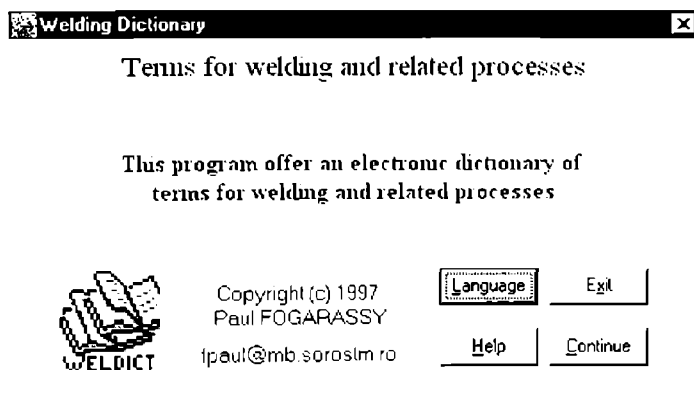 Welding Dictionary
Terms for welding and related processes
This program offer an electronic dictionary of
terms for welding and related processes
Copyright (c) 1997
Paul FOGARASSY
fpaul@mb.sorostm.ro
WELDICT
Language
Exit
Help
Continue